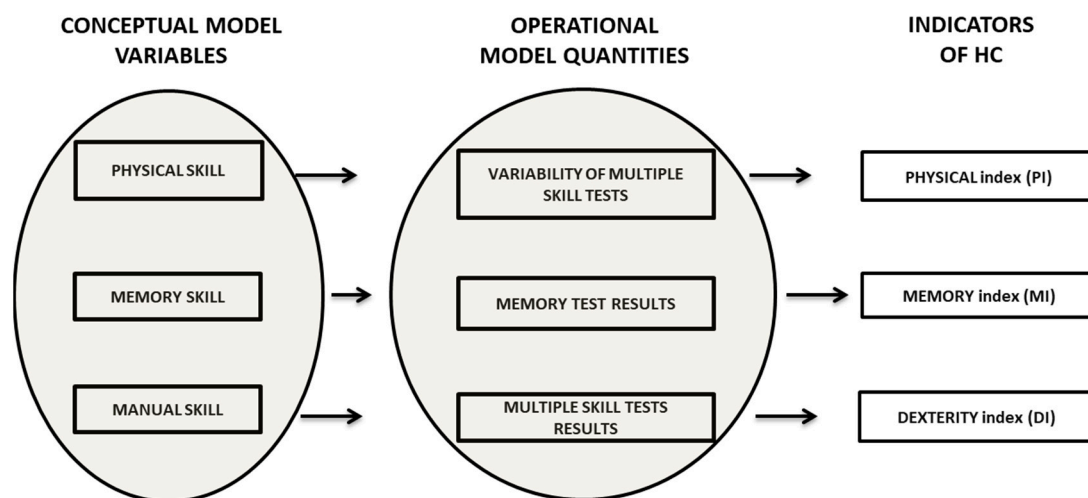 CONCEPTUAL MODEL
VARIABLES
OPERATIONAL
MODEL QUANTITIES
INDICATORS
OF HC
PHYSICAL SKILL
VARIABILITY OF MULTIPLE
SKILL TESTS
PHYSICAL index (PI)
MEMORY SKILL
MEMORY TEST RESULTS
MEMORY index (MI)
MANUAL SKILL
MULTIPLE SKILL TESTS
RESULTS
DEXTERITY index (DI)